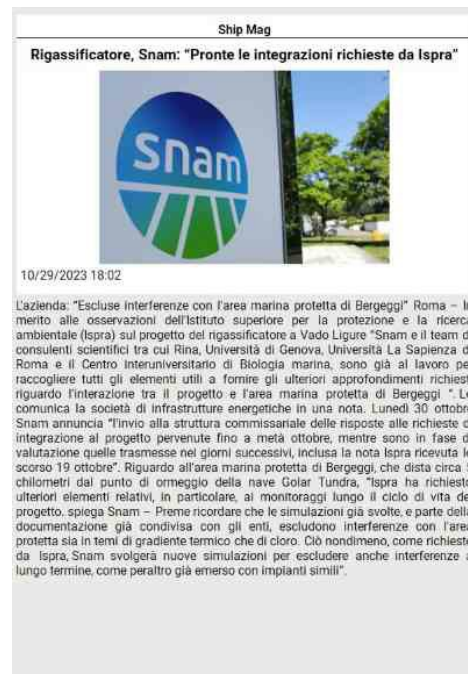 Ship Mag
Rigassificatore, Snam: “Pronte le integrazioni richieste da Ispra”
snam
10/29/2023 18:02
L'azienda: “Escluse interferenze con l'area marina protetta di Bergeggi” Roma – In
merito alle osservazioni dell'Istituto superiore per la protezione e la ricerca
ambientale (Ispra) sul progetto del rigassificatore a Vado Ligure “Snam e il team di
consulenti scientifici tra cui Rina, Università di Genova, Università La Sapienza di
Roma e il Centro Interuniversitario di Biologia marina, sono già al lavoro per
raccogliere tutti gli elementi utili a fornire gli ulteriori approfondimenti richiesti
riguardo l'interazione tra il progetto e l'area marina protetta di Bergeggi “. Lo
comunica la società di infrastrutture energetiche in una nota. Lunedì 30 ottobre
Snam annuncia “l'invio alla struttura commissariale delle risposte alle richieste di
integrazione al progetto pervenute fino a metà ottobre, mentre sono in fase di
valutazione quelle trasmesse nei giorni successivi, inclusa la nota Ispra ricevuta lo
scorso 19 ottobre”. Riguardo all'area marina protetta di Bergeggi, che dista circa
chilometri dal punto di ormeggio della nave Golar Tundra, “Ispra ha richiesto
ulteriori elementi relativi, in particolare, ai monitoraggi lungo il ciclo di vita del
progetto. spiega Snam – Preme ricordare che le simulazioni già svolte, e parte della
documentazione già condivisa con gli enti, escludono interferenze con l'area
protetta sia in temi di gradiente termico che di cloro. Ciò nondimeno, come richiesto
da Ispra, Snam svolgerà nuove simulazioni per escludere anche interferenze a
lungo termine, come peraltro già emerso con impianti simili”.